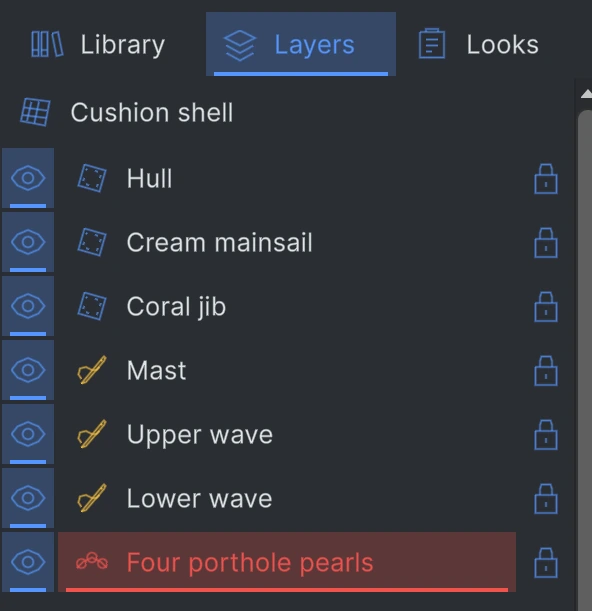 Library
Layers
Looks
Cushion shell
Hull
Cream mainsail
Coral jib
Mast
Upper wave
Lower wave
Four porthole pearls